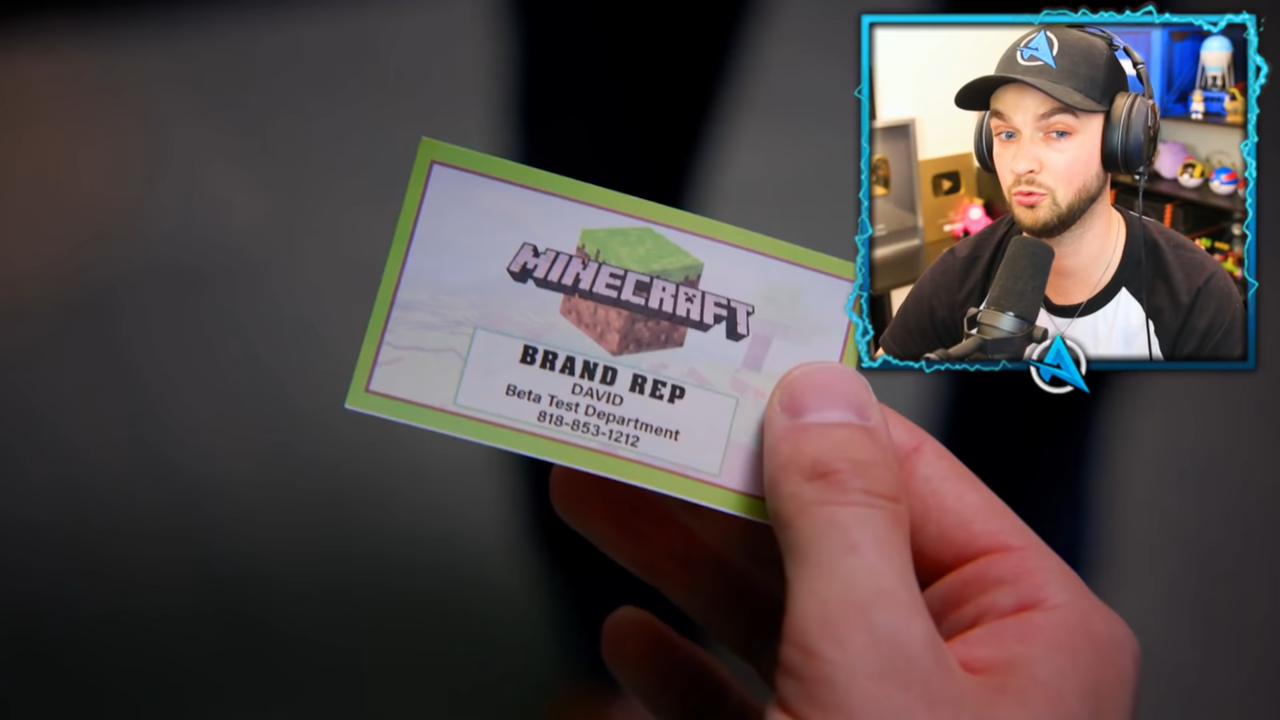 MINECRAFT
BRAND REP
DAVID
Beta Test Department
818-853-1212